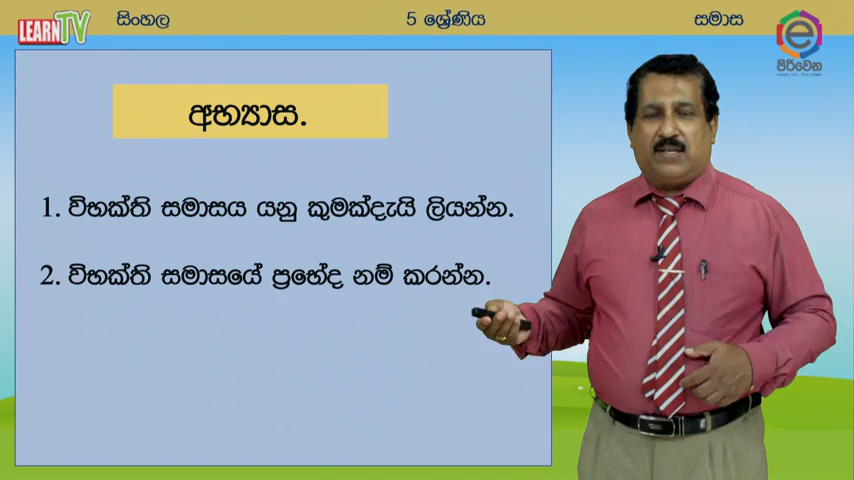 LEARN TV
සිංහල
5 ශ්‍රේණිය
සමාස
e
පිරිවෙන
අභ්‍යාස.
1. විභක්ති සමාසය යනු කුමක්දැයි ලියන්න.
2. විභක්ති සමාසයේ ප්‍රභේද නම් කරන්න.